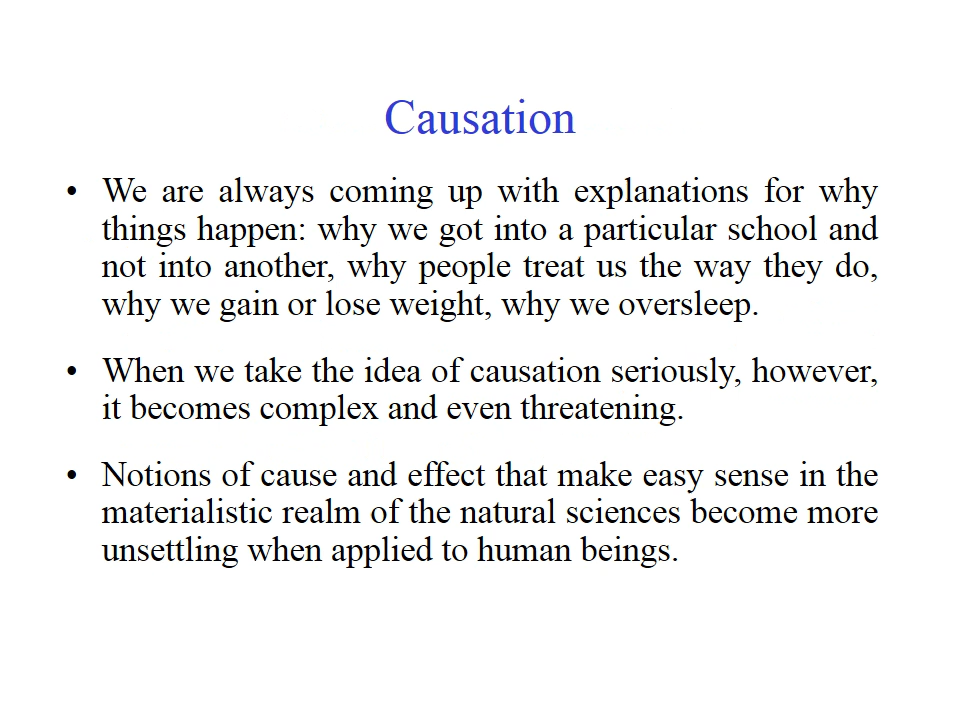 Causation
• We are always coming up with explanations for why
things happen: why we got into a particular school and
not into another, why people treat us the way they do,
why we gain or lose weight, why we oversleep.
• When we take the idea of causation seriously, however,
it becomes complex and even threatening.
• Notions of cause and effect that make easy sense in the
materialistic realm of the natural sciences become more
unsettling when applied to human beings.